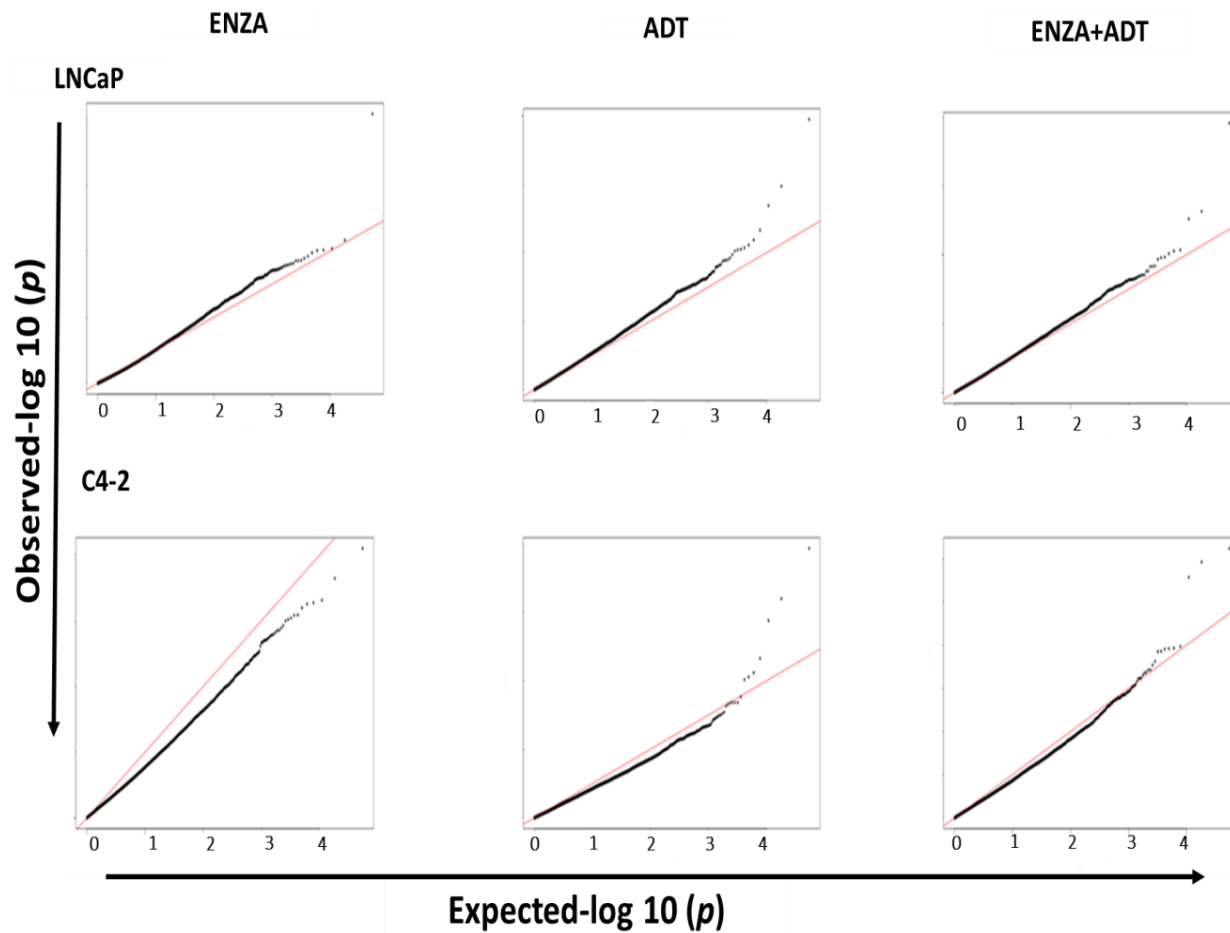 ENZA
ADT
ENZA+ADT
LNCaP
0 1 2 3 4
0 1 2 3 4
0 1 2 3 4
Observed-log 10 (p)
C4-2
0 1 2 3 4
0 1 2 3 4
0 1 2 3 4
Expected-log 10 (p)